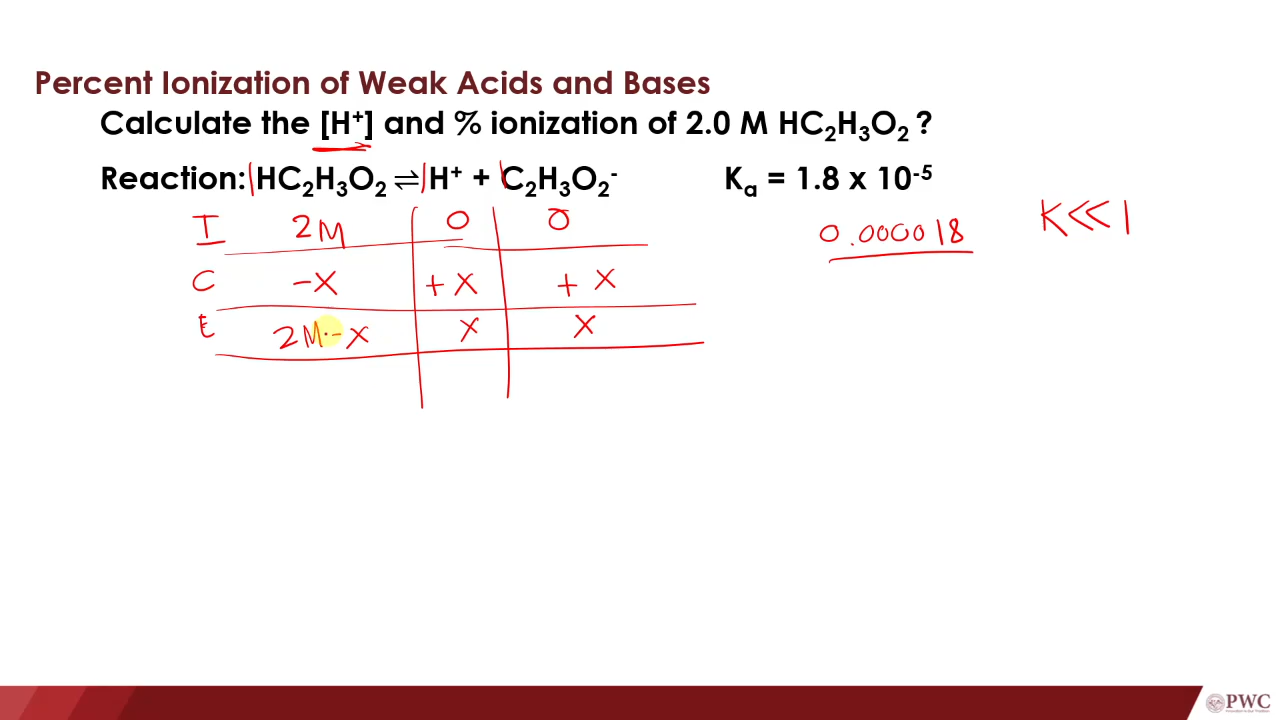 Percent Ionization of Weak Acids and Bases
Calculate the [H⁺] and % ionization of 2.0 M HC₂H₃O₂ ?
Reaction: HC₂H₃O₂ ⇌ H⁺ + C₂H₃O₂⁻ Kₐ = 1.8 x 10⁻⁵
I 2M 0 0 0.000018 K<<1
C -X +X +X
E 2M-X X X
PWC